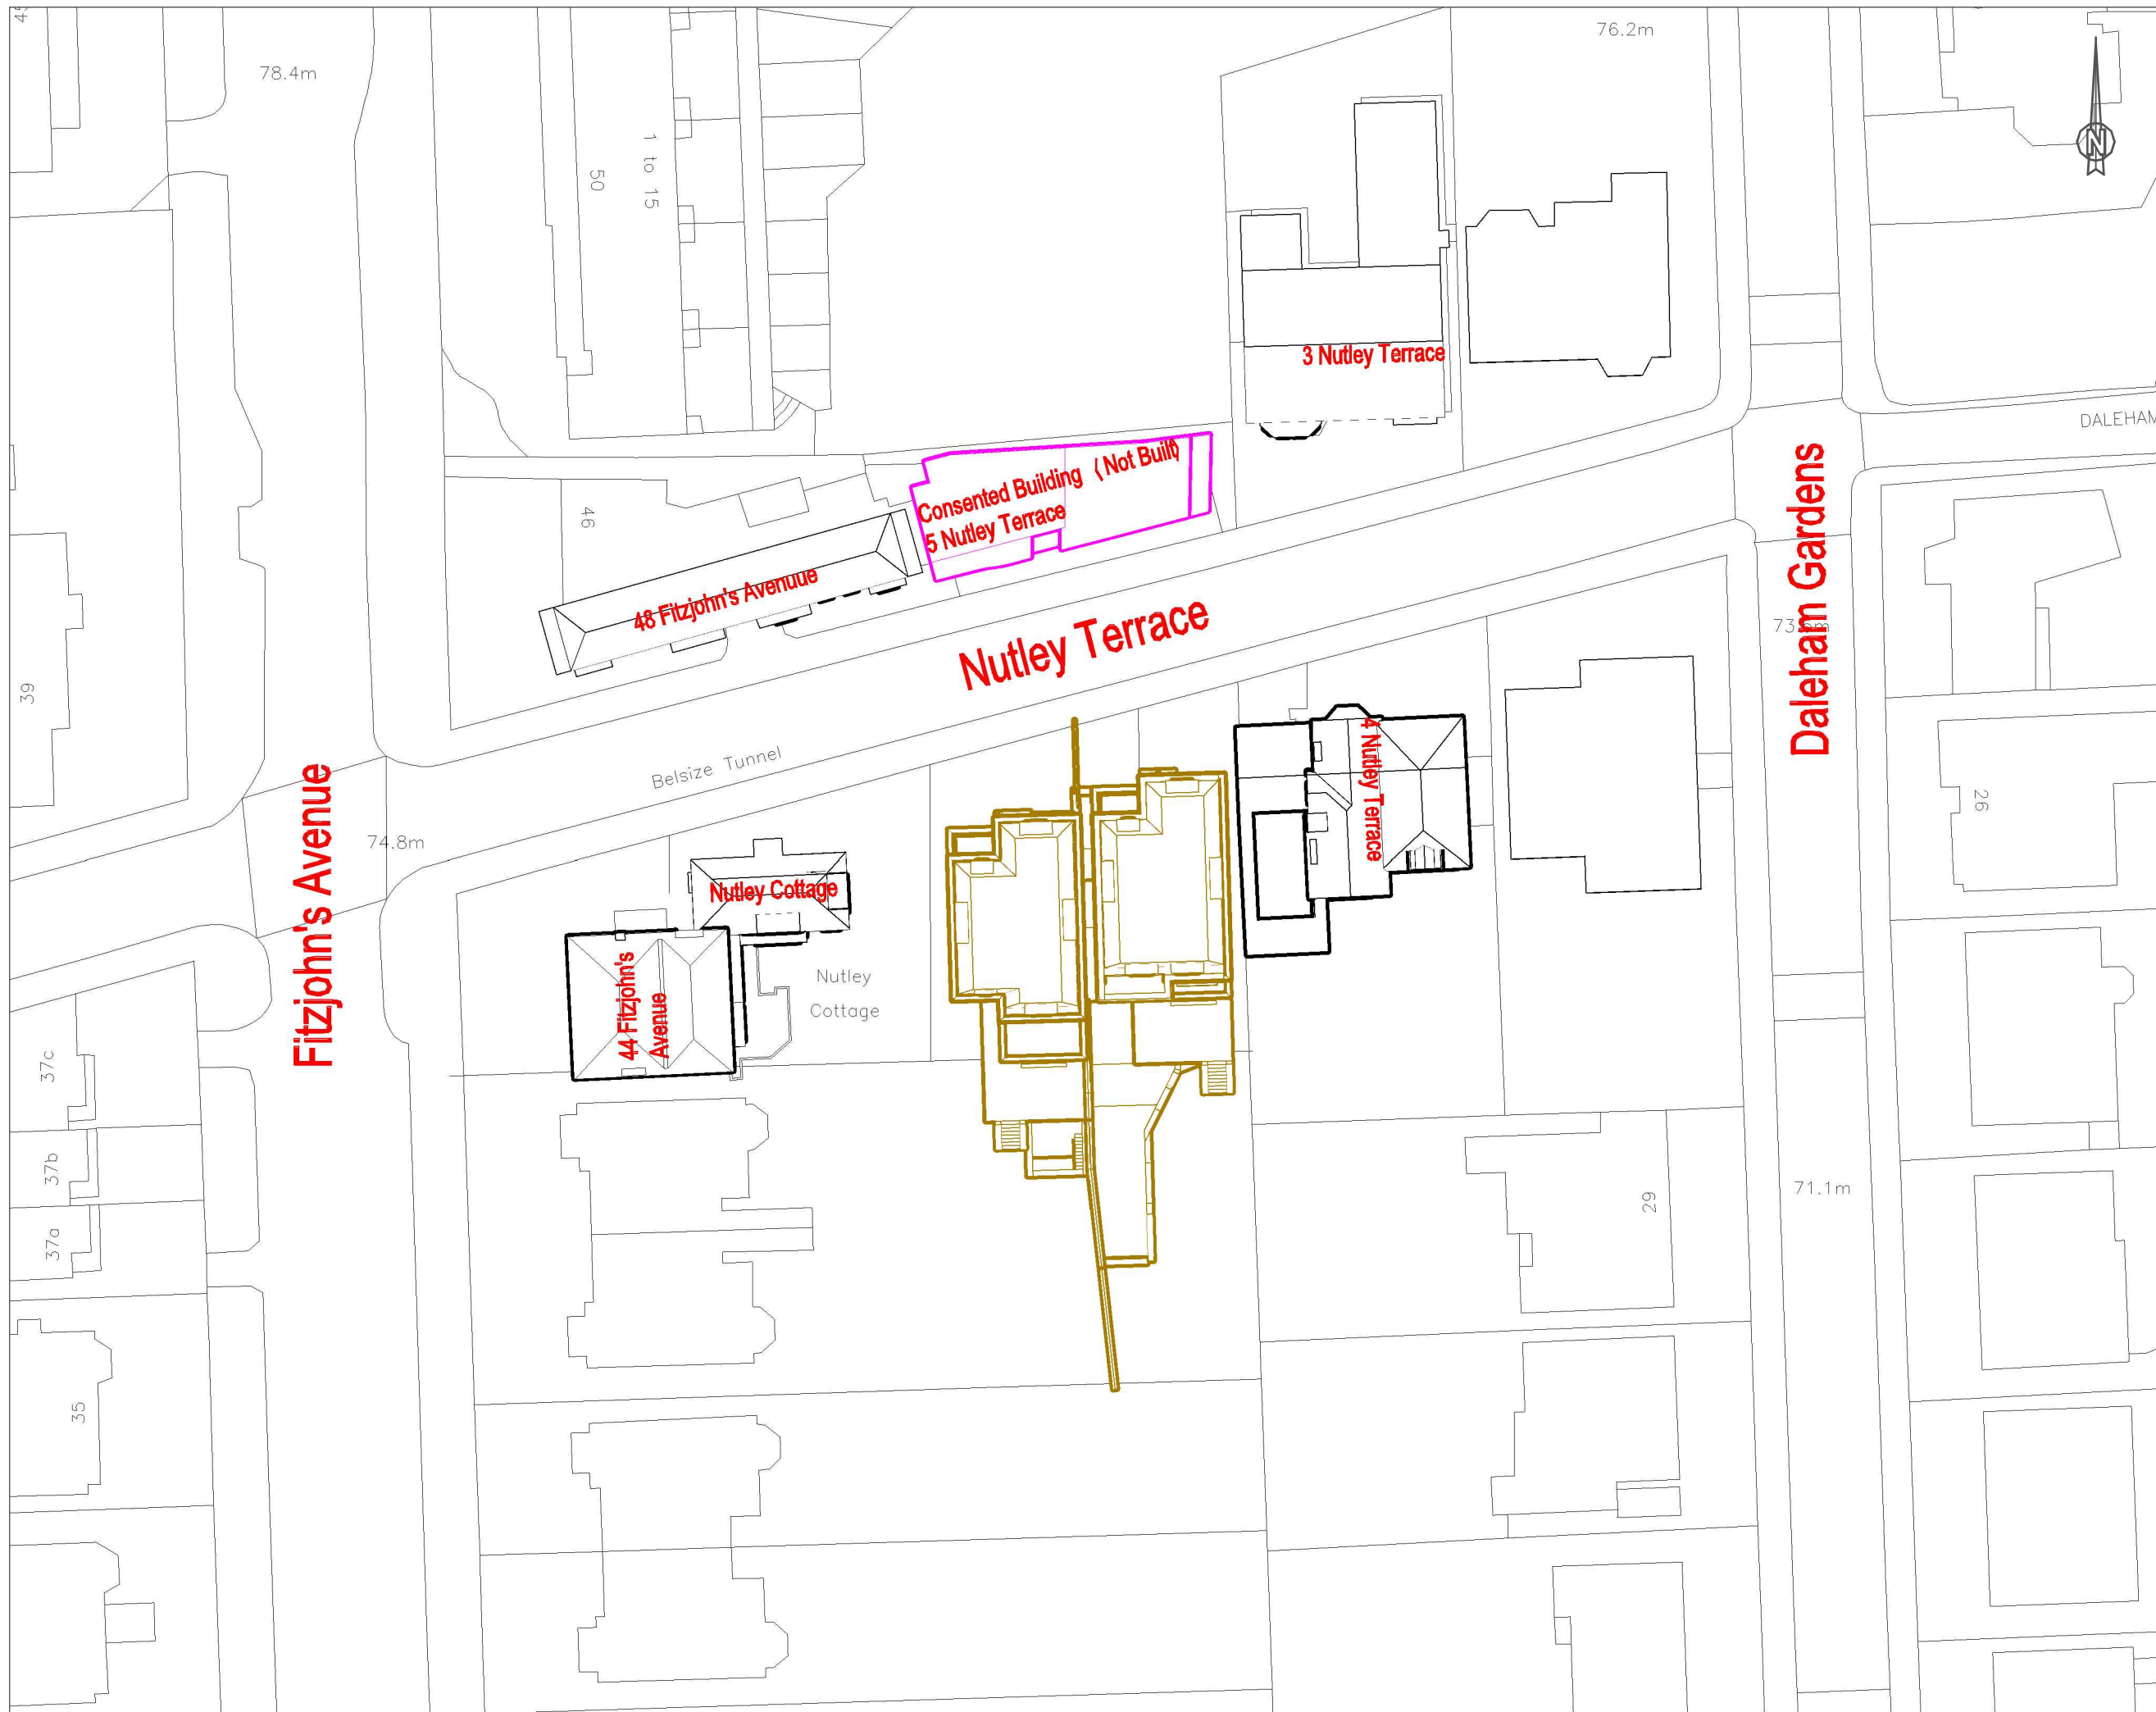 76.2m
78.4m
N
1 to 15
50
3 Nutley Terrace
DALEHAM
Consented Building (Not Built)
5 Nutley Terrace
46
48 Fitzjohn's Avenuue
Nutley Terrace
Daleham Gardens
39
Belsize Tunnel
4 Nutley Terrace
26
Fitzjohn's Avenue
74.8m
Nutley Cottage
44 Fitzjohn's
Avenue
Nutley
Cottage
37c
37b
37a
29
71.1m
35